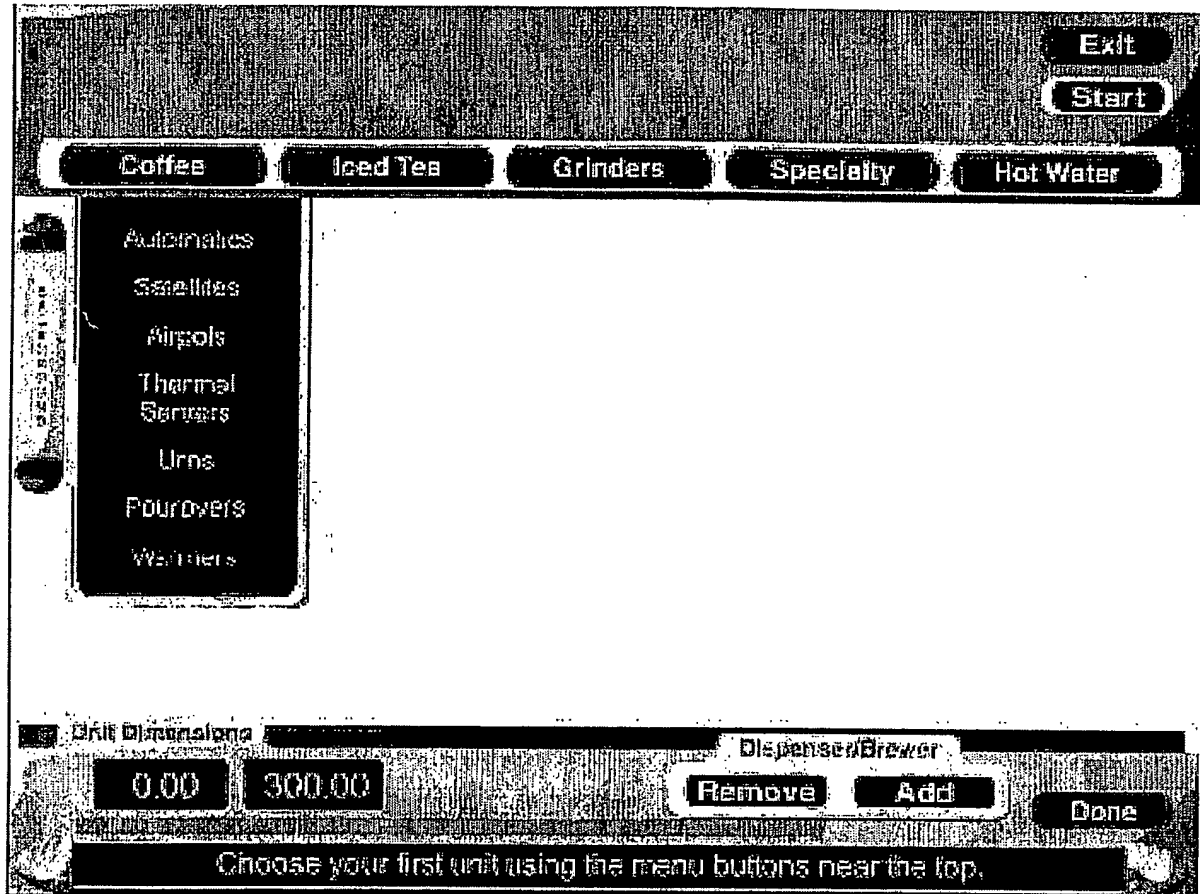 Exit
Start
Coffee
Iced Tea
Grinders
Specialty
Hot Water
Automatics
Satellites
Airpots
Thermal
Servers
Urns
Pourovers
Warmers
Unit Dimensions
0.00
300.00
Dispenser/Brewer
Remove
Add
Done
Choose your first unit using the menu buttons near the top.